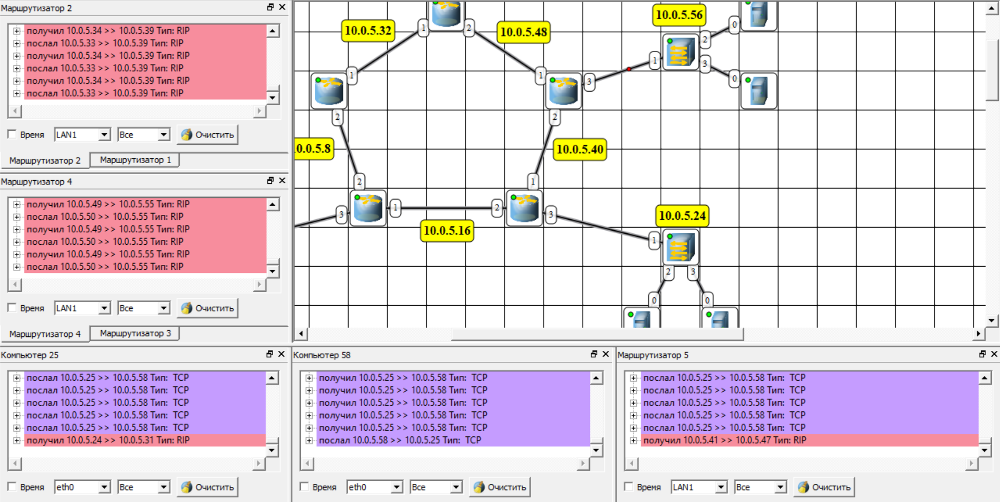 Маршрутизатор 2
получил 10.0.5.34 >> 10.0.5.39 Тип: RIP
послал 10.0.5.33 >> 10.0.5.39 Тип: RIP
получил 10.0.5.34 >> 10.0.5.39 Тип: RIP
послал 10.0.5.33 >> 10.0.5.39 Тип: RIP
получил 10.0.5.34 >> 10.0.5.39 Тип: RIP
послал 10.0.5.33 >> 10.0.5.39 Тип: RIP
Время LAN1 Все Очистить
Маршрутизатор 2 Маршрутизатор 1
Маршрутизатор 4
получил 10.0.5.49 >> 10.0.5.55 Тип: RIP
послал 10.0.5.50 >> 10.0.5.55 Тип: RIP
получил 10.0.5.49 >> 10.0.5.55 Тип: RIP
послал 10.0.5.50 >> 10.0.5.55 Тип: RIP
получил 10.0.5.49 >> 10.0.5.55 Тип: RIP
послал 10.0.5.50 >> 10.0.5.55 Тип: RIP
Время LAN1 Все Очистить
Маршрутизатор 4 Маршрутизатор 3
10.0.5.56
0
10.0.5.32 1 2 10.0.5.48
2
1 3
1 1 3 0
2 2
0.0.5.8 10.0.5.40
2 1
3 1 2 3
10.0.5.24
10.0.5.16
1
2 3
0 0
Компьютер 25
послал 10.0.5.25 >> 10.0.5.58 Тип: TCP
послал 10.0.5.25 >> 10.0.5.58 Тип: TCP
послал 10.0.5.25 >> 10.0.5.58 Тип: TCP
послал 10.0.5.25 >> 10.0.5.58 Тип: TCP
послал 10.0.5.25 >> 10.0.5.58 Тип: TCP
получил 10.0.5.24 >> 10.0.5.31 Тип: RIP
Время eth0 Все Очистить
Компьютер 58
получил 10.0.5.25 >> 10.0.5.58 Тип: TCP
получил 10.0.5.25 >> 10.0.5.58 Тип: TCP
получил 10.0.5.25 >> 10.0.5.58 Тип: TCP
получил 10.0.5.25 >> 10.0.5.58 Тип: TCP
получил 10.0.5.25 >> 10.0.5.58 Тип: TCP
послал 10.0.5.58 >> 10.0.5.25 Тип: TCP
Время eth0 Все Очистить
Маршрутизатор 5
послал 10.0.5.25 >> 10.0.5.58 Тип: TCP
послал 10.0.5.25 >> 10.0.5.58 Тип: TCP
послал 10.0.5.25 >> 10.0.5.58 Тип: TCP
послал 10.0.5.25 >> 10.0.5.58 Тип: TCP
послал 10.0.5.25 >> 10.0.5.58 Тип: TCP
получил 10.0.5.41 >> 10.0.5.47 Тип: RIP
Время LAN1 Все Очистить